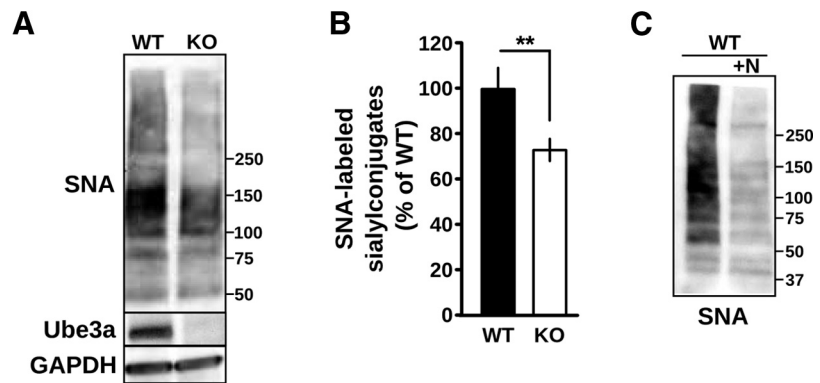 A
WT KO
SNA
250
150
100
75
50
Ube3a
GAPDH
B
SNA-labeled
sialylconjugates
(% of WT)
120
100
80
60
40
20
0
**
WT KO
C
WT
+N
250
150
100
75
50
37
SNA